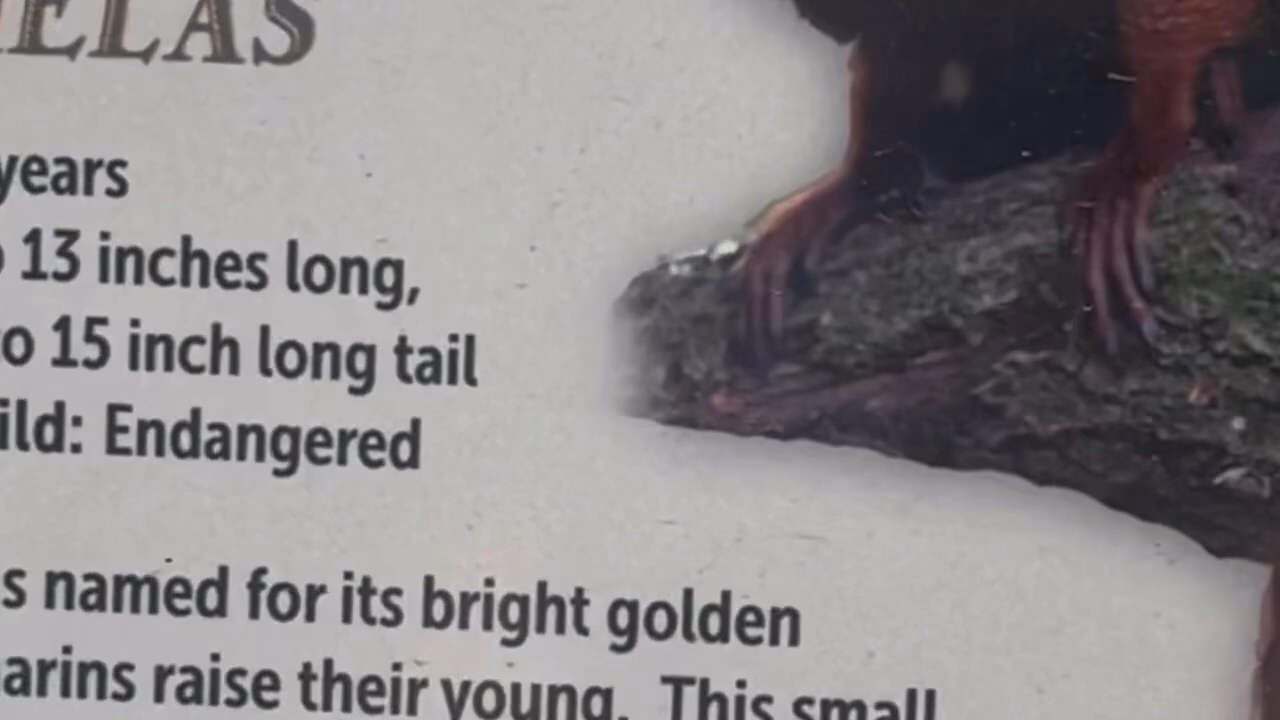 ELAS
years
13 inches long,
to 15 inch long tail
ild: Endangered
s named for its bright golden
arins raise their young. This small